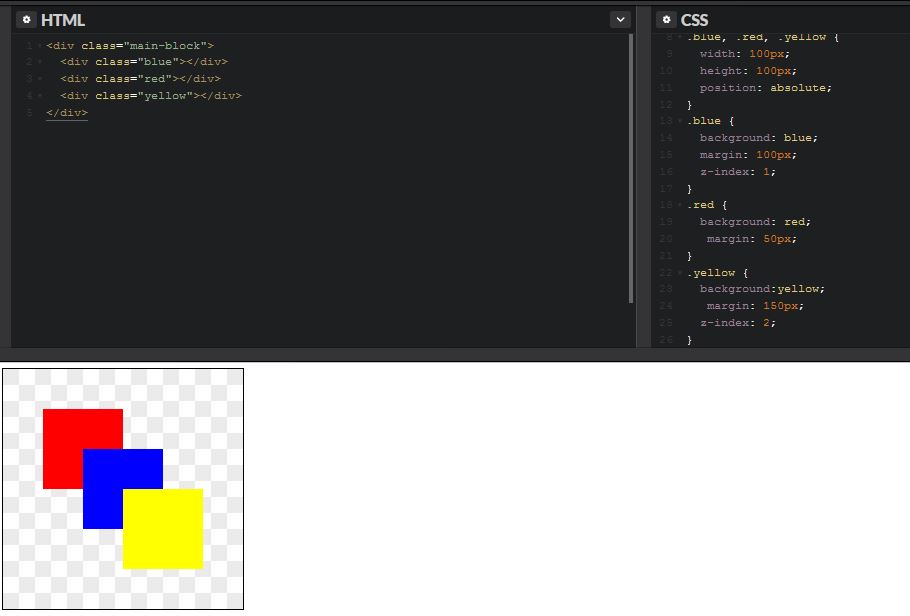 HTML
1 <div class="main-block">
2   <div class="blue"></div>
3   <div class="red"></div>
4   <div class="yellow"></div>
5 </div>
CSS
8 .blue, .red, .yellow {
9   width: 100px;
10   height: 100px;
11   position: absolute;
12 }
13 .blue {
14   background: blue;
15   margin: 100px;
16   z-index: 1;
17 }
18 .red {
19   background: red;
20    margin: 50px;
21 }
22 .yellow {
23   background:yellow;
24    margin: 150px;
25   z-index: 2;
26 }